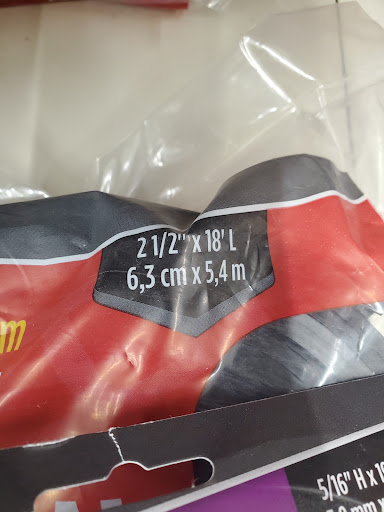 2 1/2" x 18' L
6,3 cm x 5,4 m
m
5/16" H x